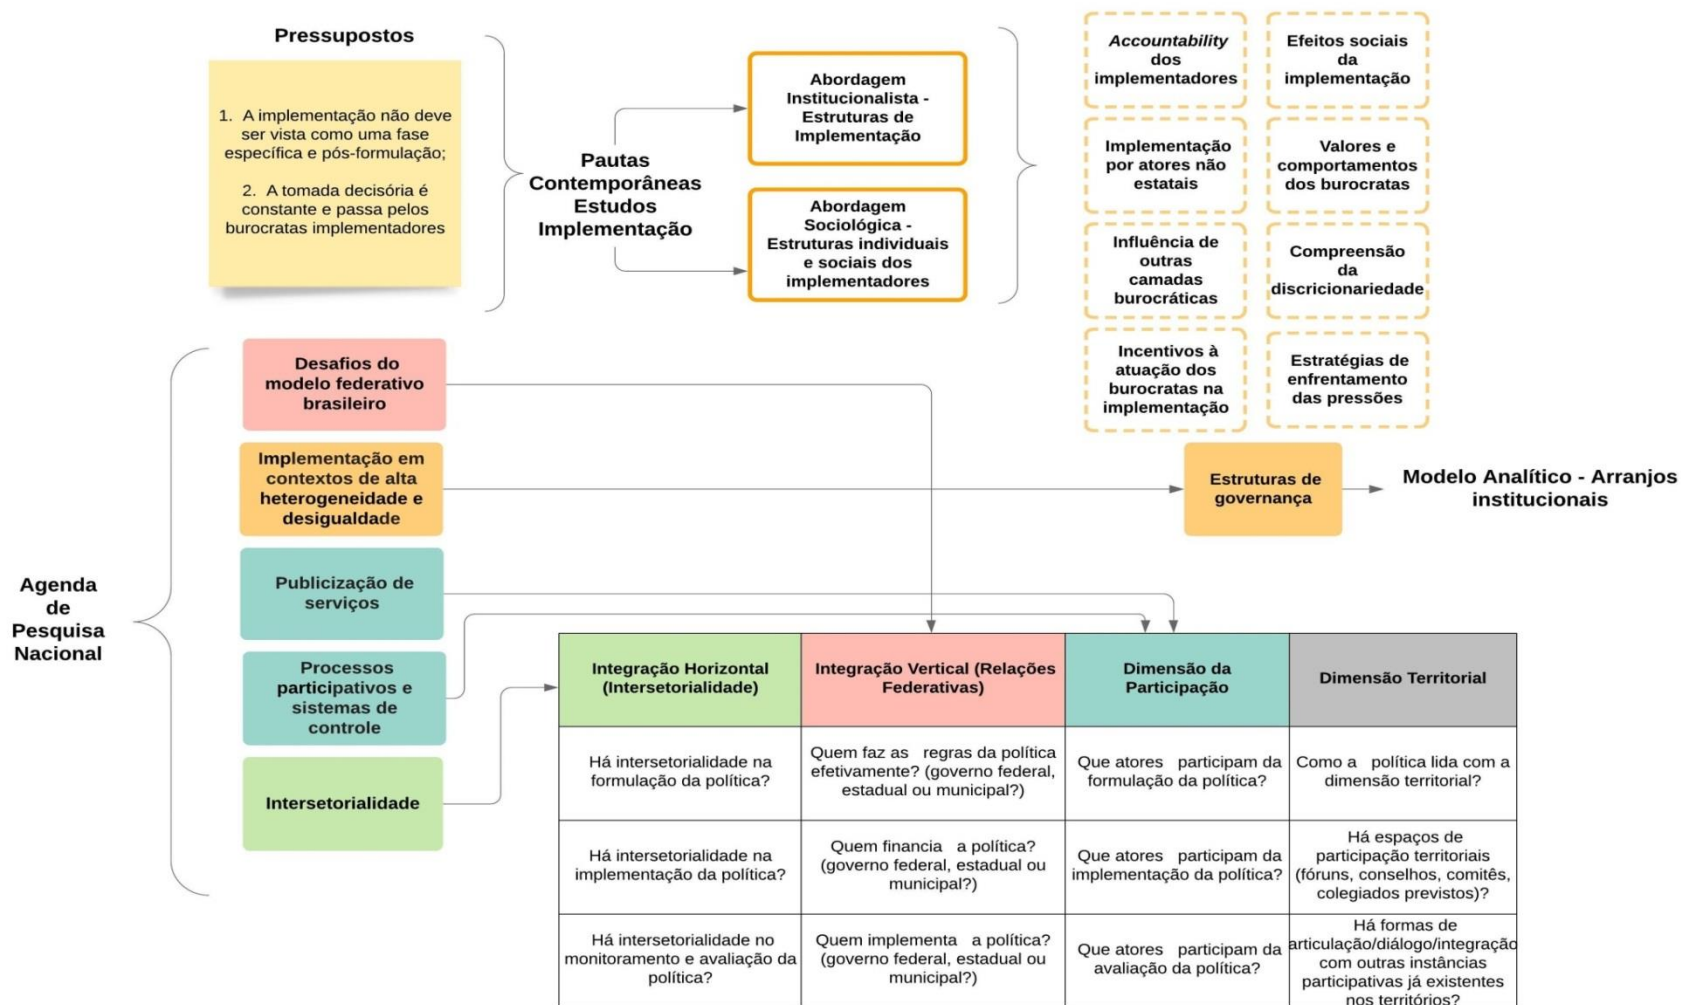 Pressupostos
1. A implementação não deve
ser vista como uma fase
específica e pós-formulação;
2. A tomada decisória é
constante e passa pelos
burocratas implementadores
Pautas
Contemporâneas
Estudos
Implementação
Abordagem
Institucionalista -
Estruturas de
Implementação
Abordagem
Sociológica -
Estruturas individuais
e sociais dos
implementadores
Accountability
dos
implementadores
Efeitos sociais
da
implementação
Implementação
por atores não
estatais
Valores e
comportamentos
dos burocratas
Influência de
outras
camadas
burocráticas
Compreensão
da
discricionariedade
Incentivos à
atuação dos
burocratas na
implementação
Estratégias de
enfrentamento
das pressões
Agenda
de
Pesquisa
Nacional
Desafios do
modelo federativo
brasileiro
Implementação em
contextos de alta
heterogeneidade e
desigualdade
Publicização de
serviços
Processos
participativos e
sistemas de
controle
Intersetorialidade
Estruturas de
governança
Modelo Analítico - Arranjos
institucionais
Integração Horizontal
(Intersetorialidade)
Integração Vertical (Relações
Federativas)
Dimensão da
Participação
Dimensão Territorial
Há intersetorialidade na
formulação da política?
Quem faz as regras da política
efetivamente? (governo federal,
estadual ou municipal?)
Que atores participam da
formulação da política?
Como a política lida com a
dimensão territorial?
Há intersetorialidade na
implementação da política?
Quem financia a política?
(governo federal, estadual ou
municipal?)
Que atores participam da
implementação da política?
Há espaços de
participação territoriais
(fóruns, conselhos, comitês,
colegiados previstos)?
Há intersetorialidade no
monitoramento e avaliação da
política?
Quem implementa a política?
(governo federal, estadual ou
municipal?)
Que atores participam da
avaliação da política?
Há formas de
articulação/diálogo/integração
com outras instâncias
participativas já existentes
nos territórios?